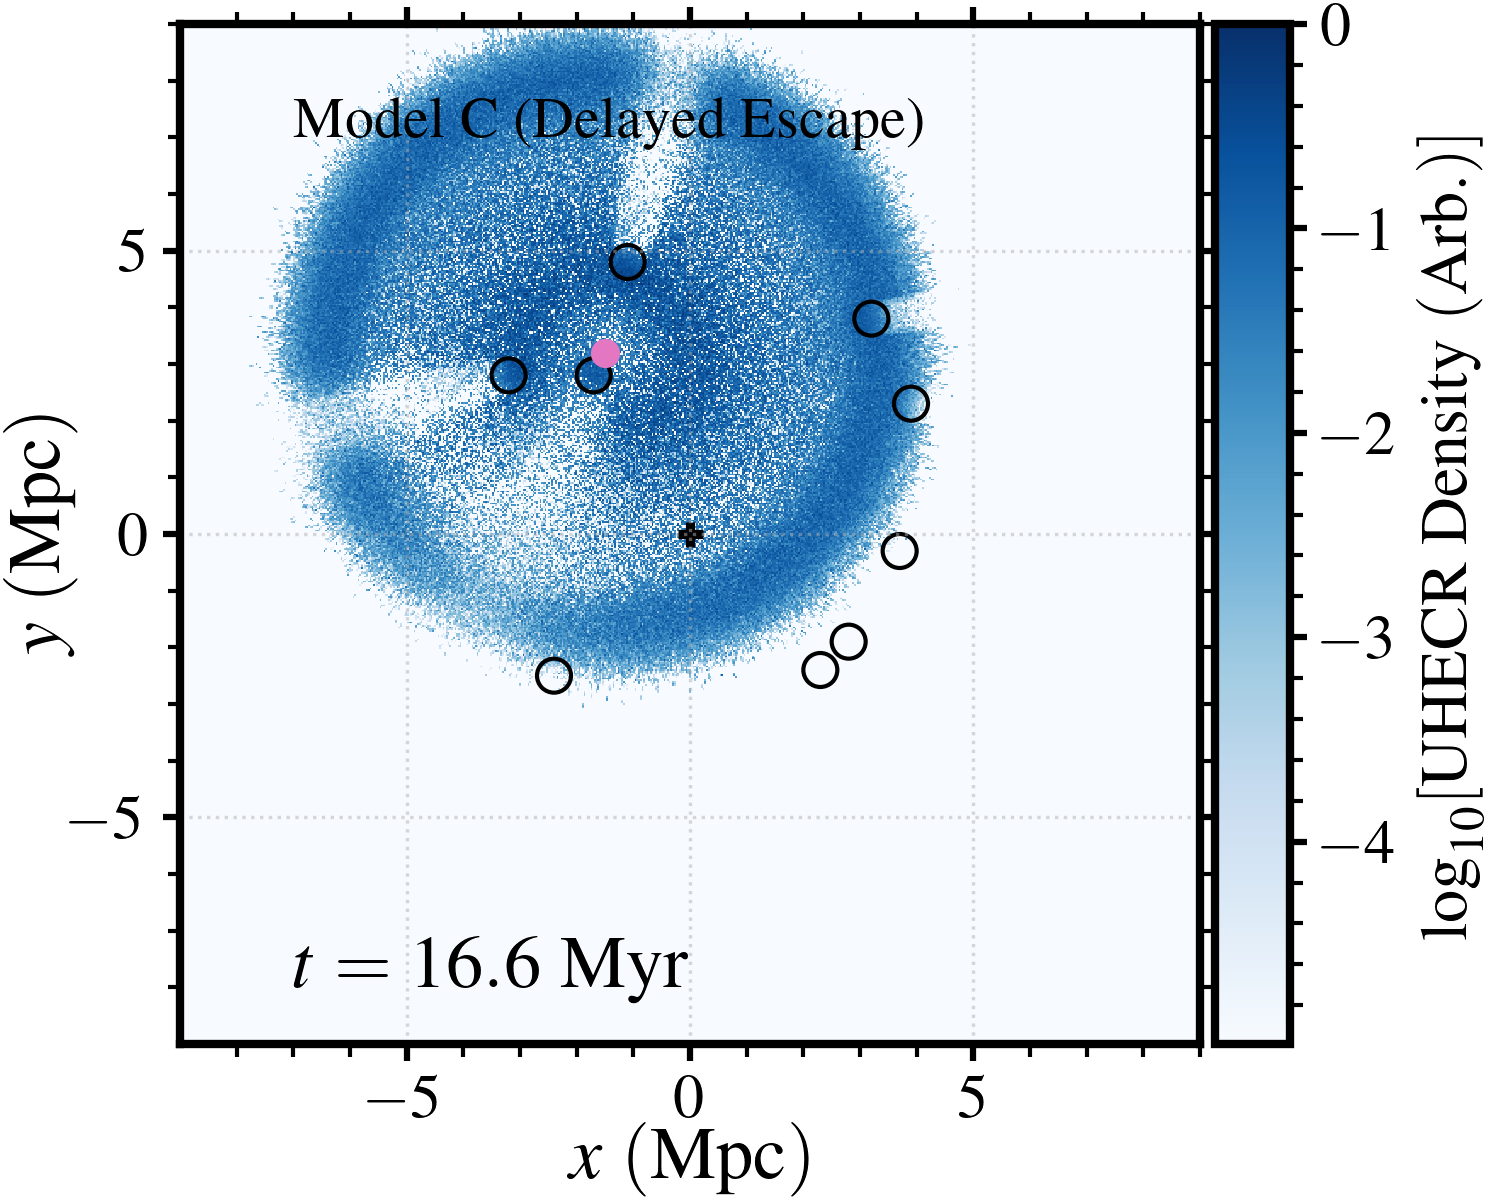 Model C (Delayed Escape)
t = 16.6 Myr
5
0
−5
y (Mpc)
−5
0
5
x (Mpc)
0
−1
−2
−3
−4
log₁₀[UHECR Density (Arb.)]